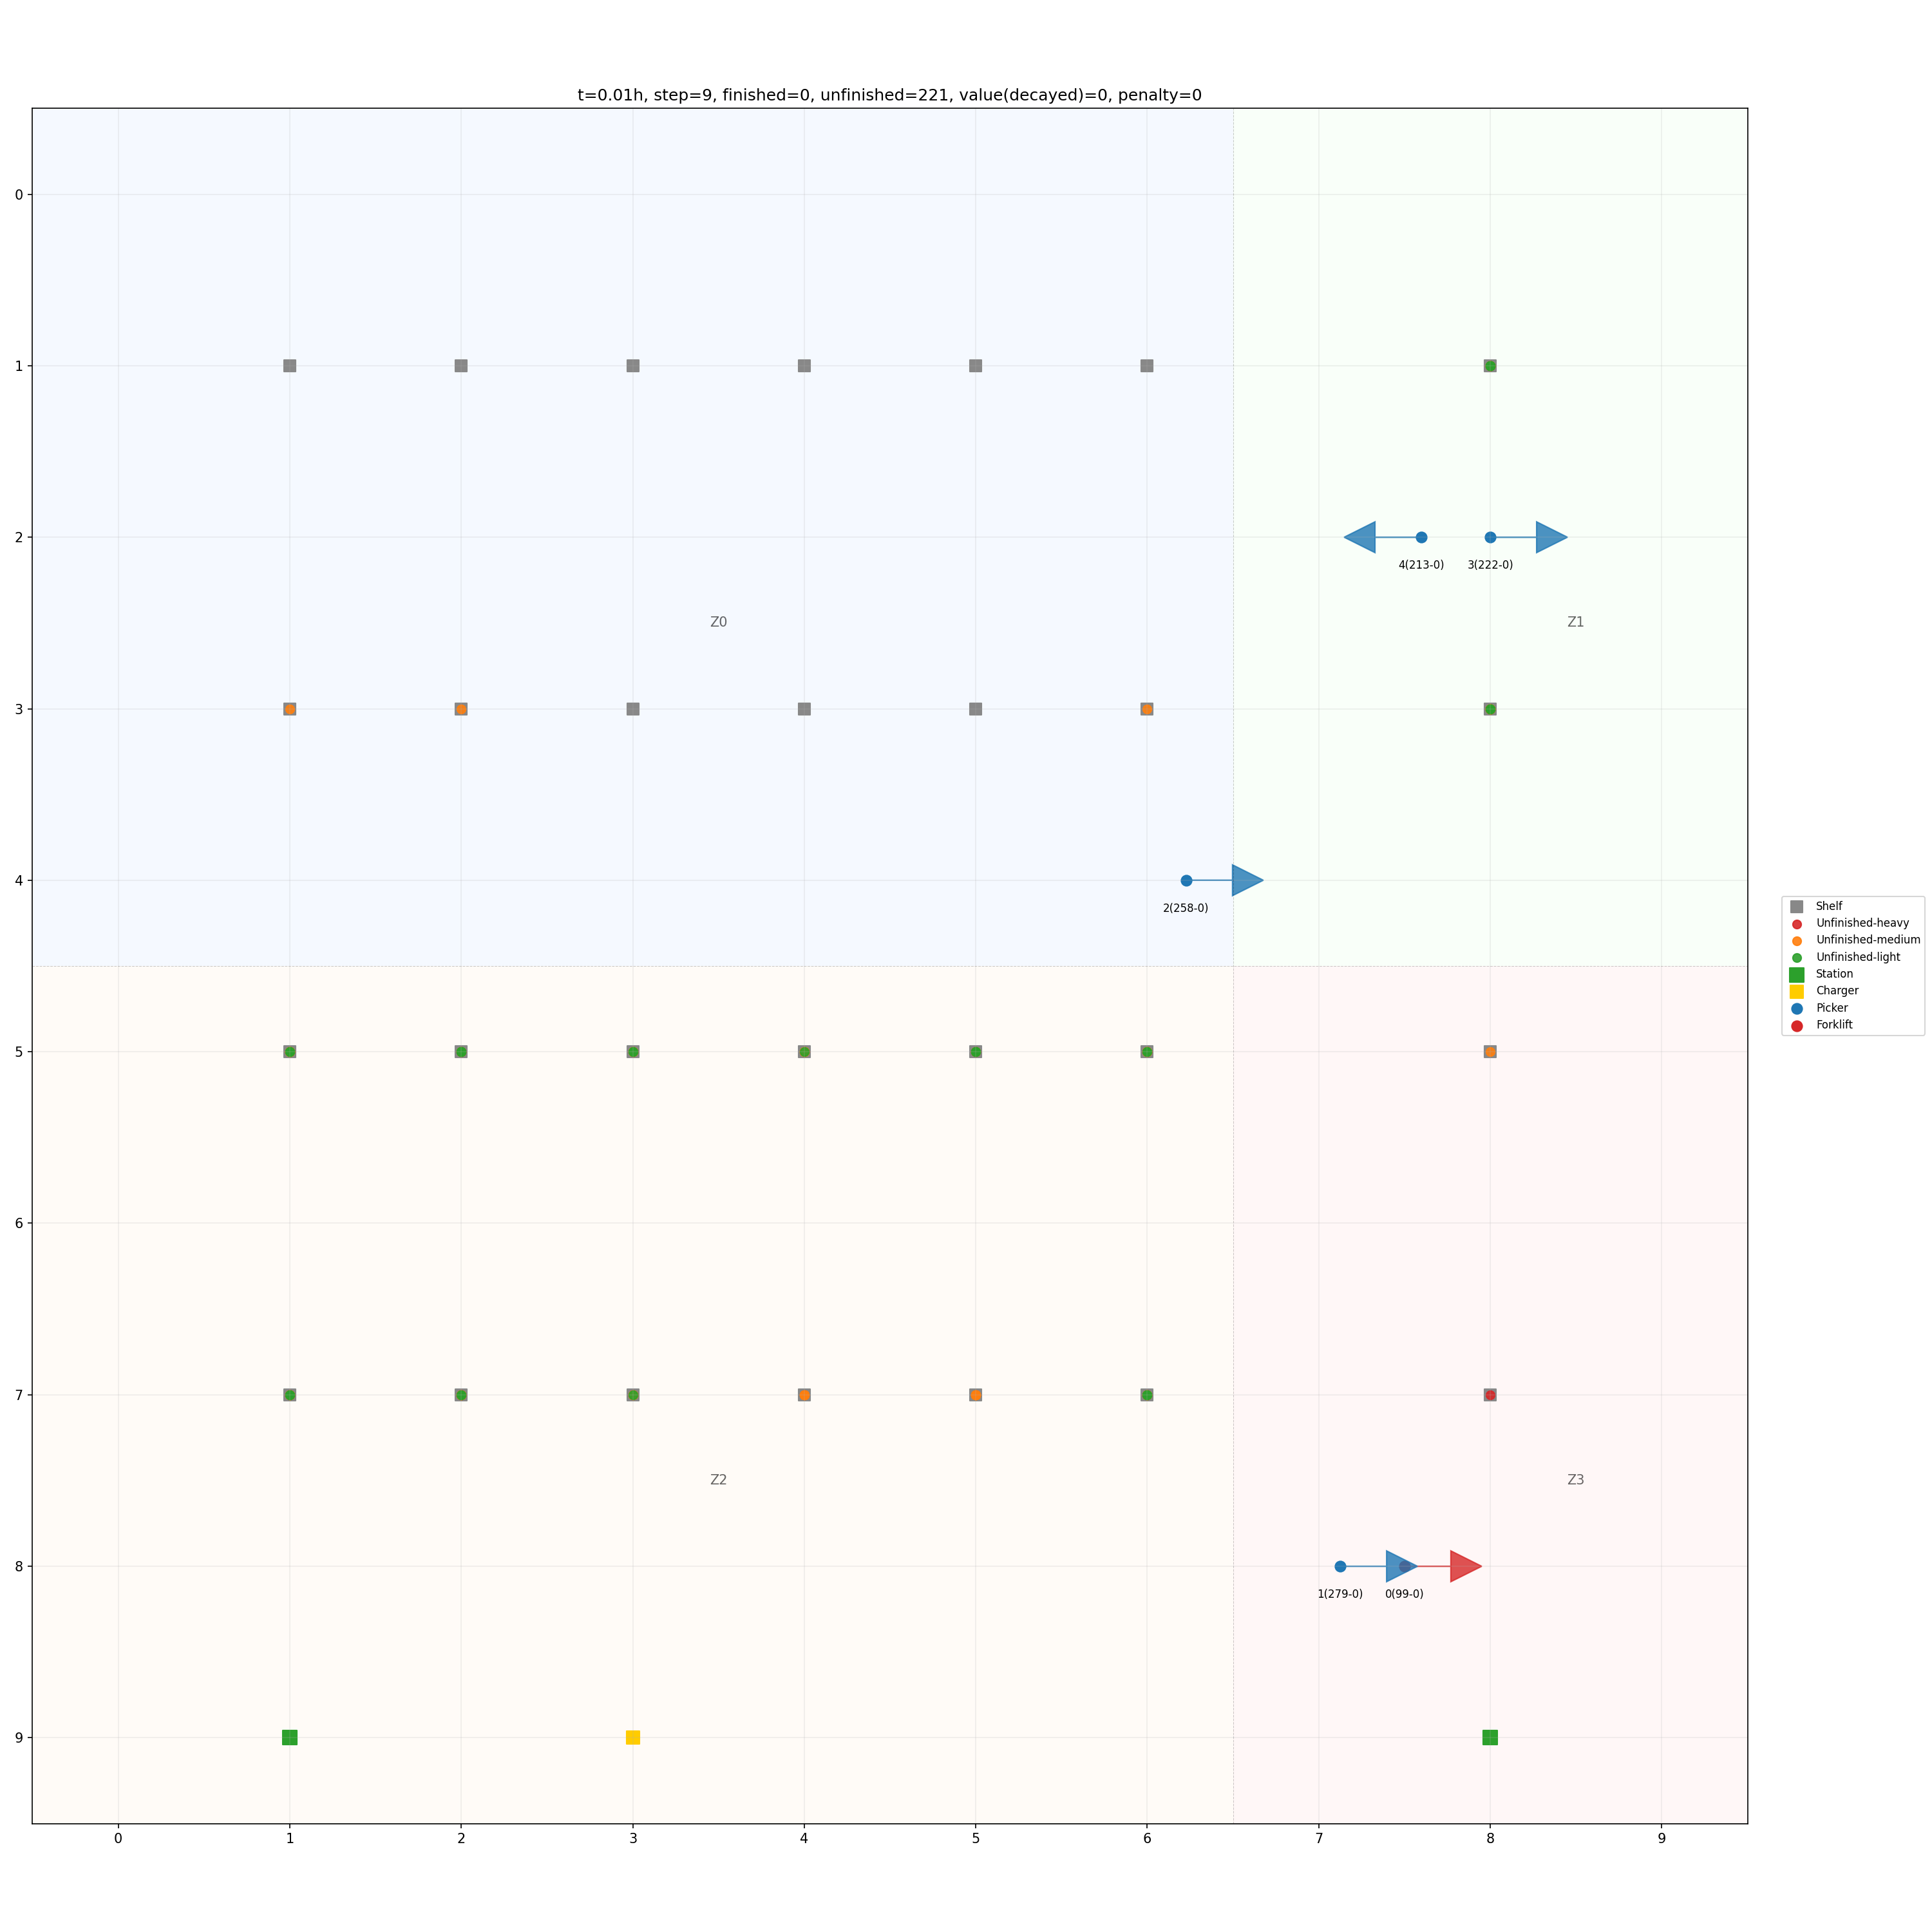 t=0.01h, step=9, finished=0, unfinished=221, value(decayed)=0, penalty=0
0
1
2
4(213-0)
3(222-0)
Z0
Z1
3
4
2(258-0)
Shelf
Unfinished-heavy
Unfinished-medium
Unfinished-light
Station
Charger
Picker
Forklift
5
6
7
Z2
Z3
8
1(279-0)
0(99-0)
9
0 1 2 3 4 5 6 7 8 9